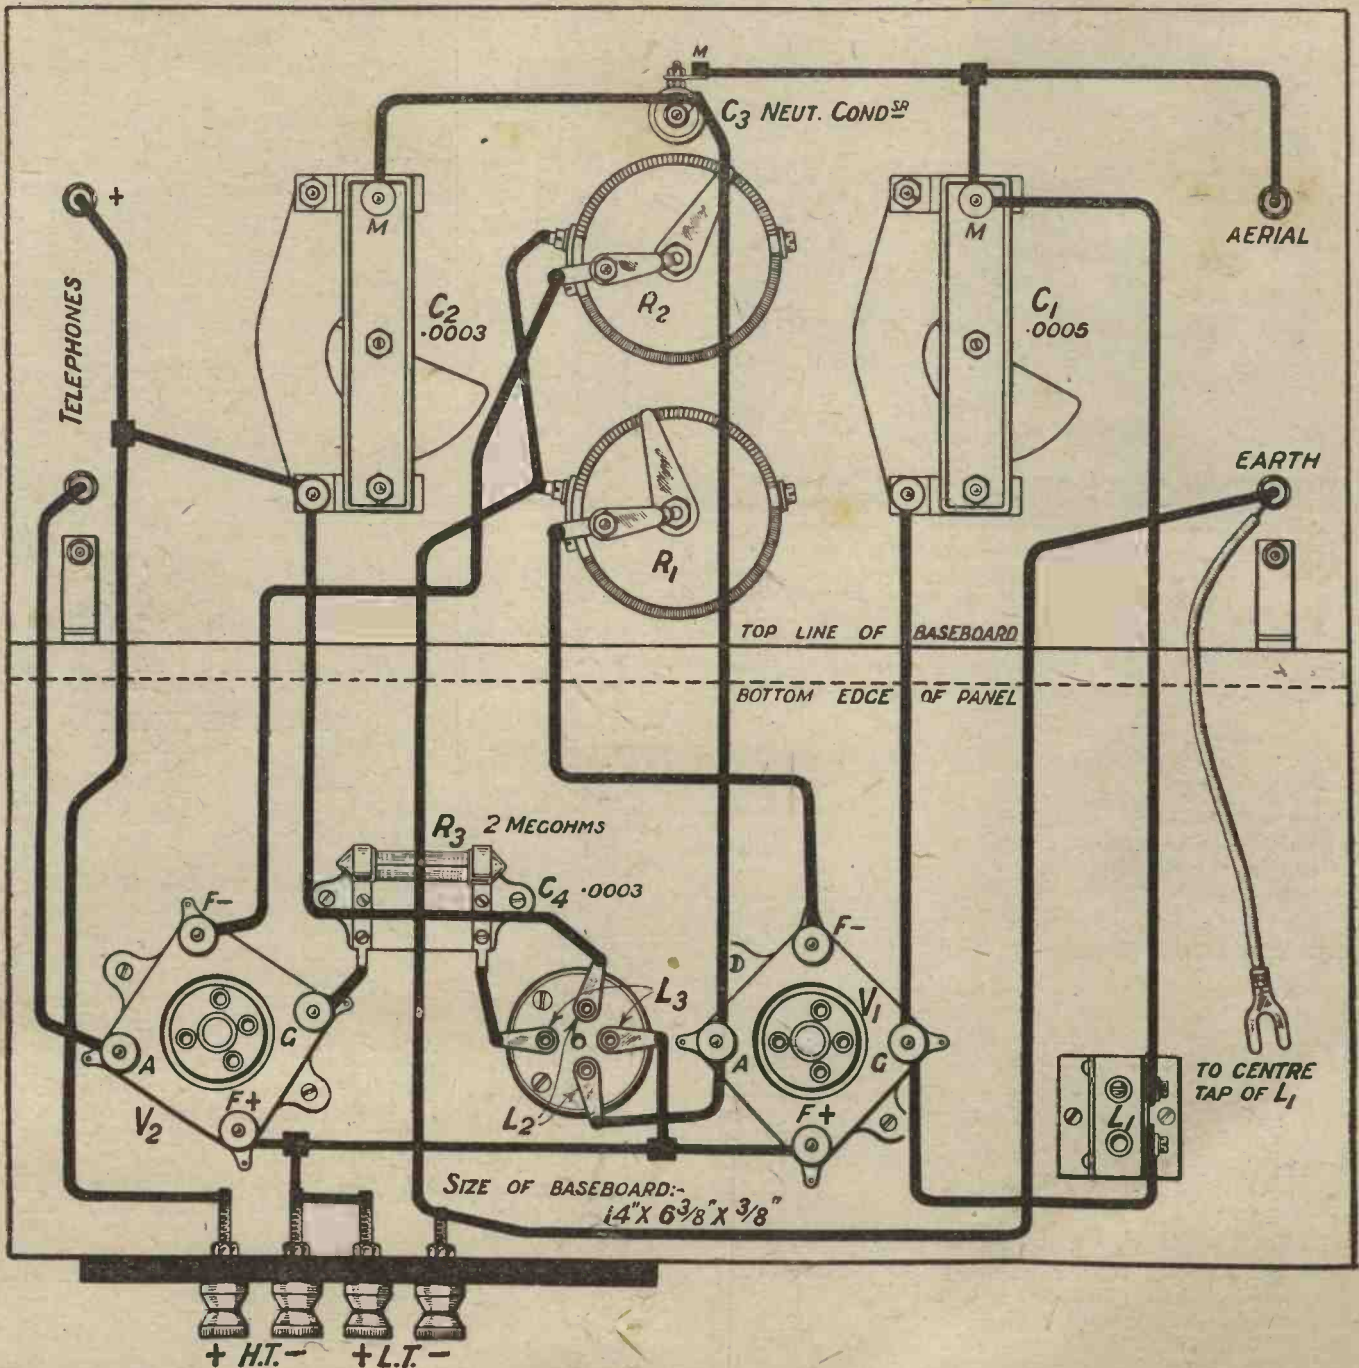 M
C3 NEUT. CONDSR
+
M
M
AERIAL
TELEPHONES
C2
.0003
R2
C1
.0005
EARTH
R1
TOP LINE OF BASEBOARD
BOTTOM EDGE OF PANEL
R3 2 MEGOHMS
C4 .0003
F-
F-
L3
V1
G
G
A
A
TO CENTRE
TAP OF L1
F+
F+
V2
L2
L1
SIZE OF BASEBOARD:-
14" X 6 3/8" X 3/8"
+ H.T. - + L.T. -